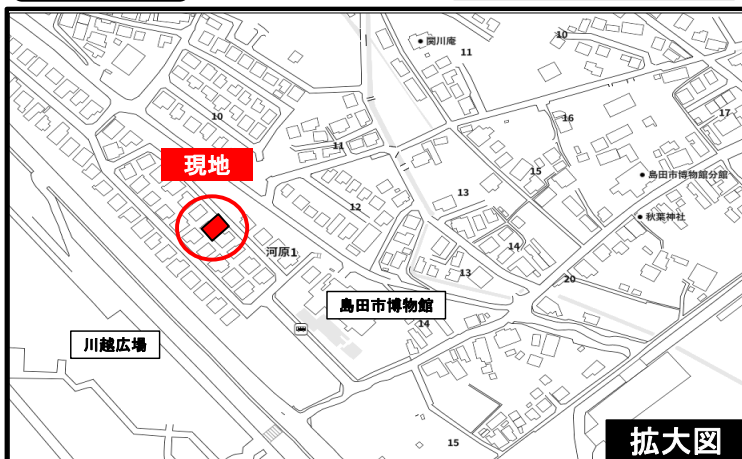 関川庵
11
10
10
17
16
11
15
現地
島田市博物館分館
13
12
秋葉神社
14
河原1
13
20
島田市博物館
14
川越広場
15
拡大図